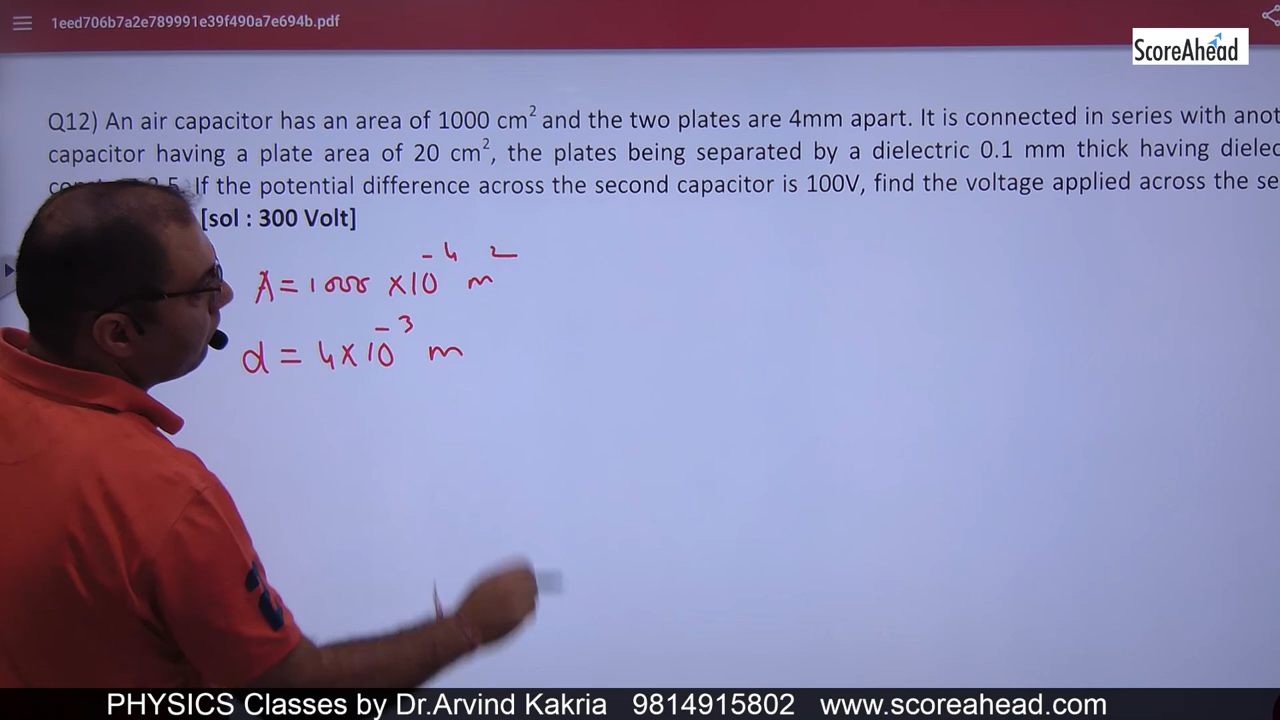 1eed706b7a2e789991e39f490a7e694b.pdf
ScoreAhead
Q12) An air capacitor has an area of 1000 cm² and the two plates are 4mm apart. It is connected in series with anot
capacitor having a plate area of 20 cm², the plates being separated by a dielectric 0.1 mm thick having dielec
If the potential difference across the second capacitor is 100V, find the voltage applied across the se
[sol : 300 Volt]
A = 1000 × 10⁻⁴ m²
d = 4 × 10⁻³ m
PHYSICS Classes by Dr.Arvind Kakria 9814915802 www.scoreahead.com